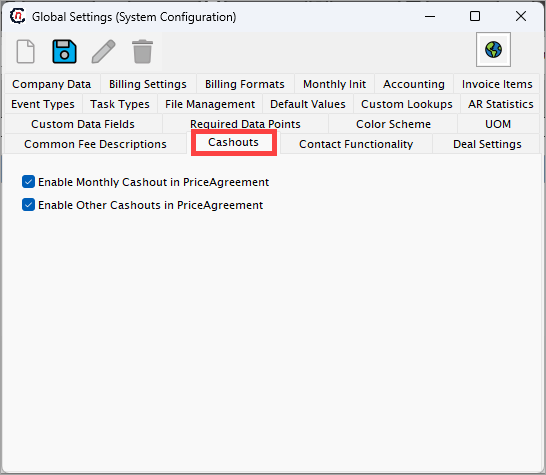 Global Settings (System Configuration)
Company Data Billing Settings Billing Formats Monthly Init Accounting Invoice Items
Event Types Task Types File Management Default Values Custom Lookups AR Statistics
Custom Data Fields Required Data Points Color Scheme UOM
Common Fee Descriptions Cashouts Contact Functionality Deal Settings
Enable Monthly Cashout in PriceAgreement
Enable Other Cashouts in PriceAgreement